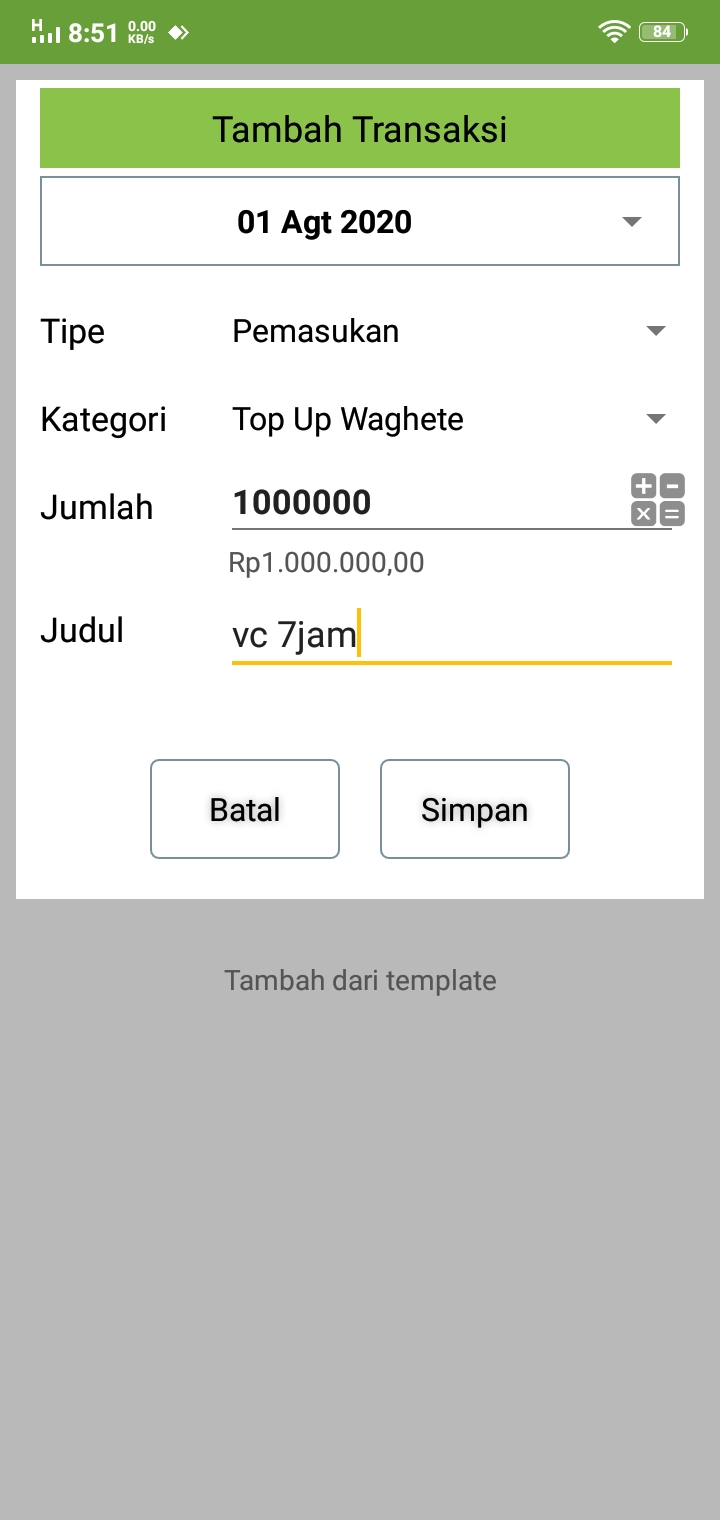 H 8:51 0.00 KB/s 84
Tambah Transaksi
01 Agt 2020
Tipe Pemasukan
Kategori Top Up Waghete
Jumlah 1000000
Rp1.000.000,00
Judul vc 7jam
Batal Simpan
Tambah dari template